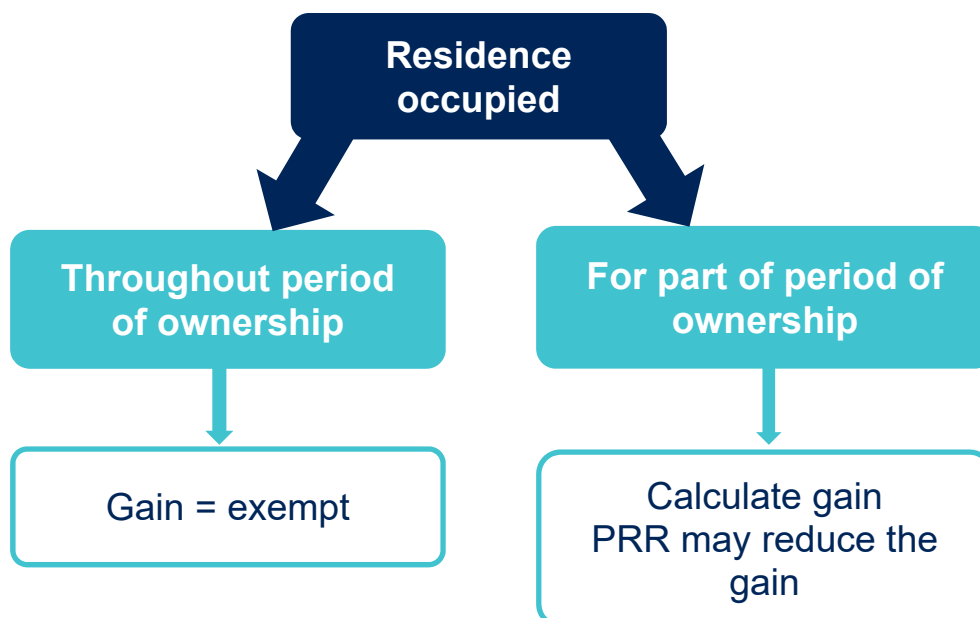 Residence
occupied
Throughout period
of ownership
For part of period of
ownership
Gain = exempt
Calculate gain
PRR may reduce the
gain